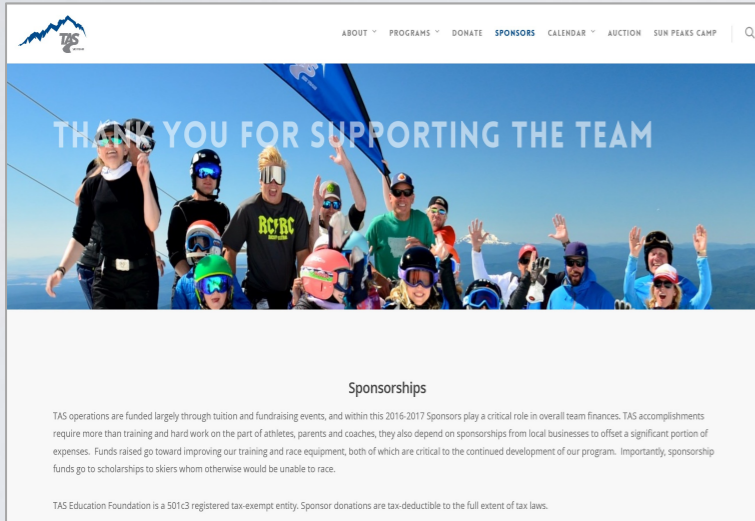 TAS
SKI TEAM
ABOUT PROGRAMS DONATE SPONSORS CALENDAR AUCTION SUN PEAKS CAMP
THANK YOU FOR SUPPORTING THE TEAM
RCRC
Sponsorships
TAS operations are funded largely through tuition and fundraising events, and within this 2016-2017 Sponsors play a critical role in overall team finances. TAS accomplishments
require more than training and hard work on the part of athletes, parents and coaches, they also depend on sponsorships from local businesses to offset a significant portion of
expenses. Funds raised go toward improving our training and race equipment, both of which are critical to the continued development of our program. Importantly, sponsorship
funds go to scholarships to skiers whom otherwise would be unable to race.
TAS Education Foundation is a 501c3 registered tax-exempt entity. Sponsor donations are tax-deductible to the full extent of tax laws.